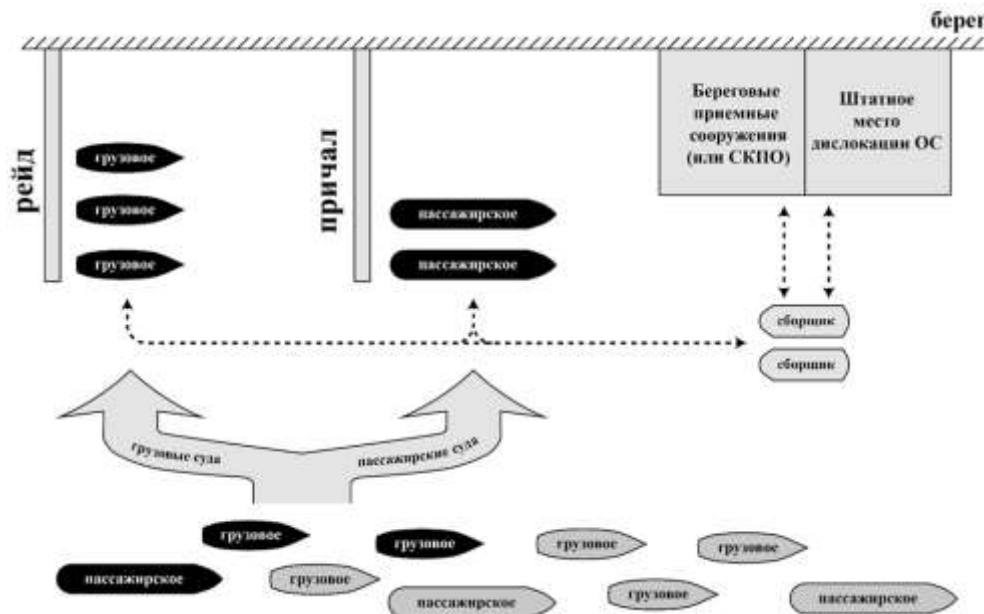 берег
Береговые
приемные
сооружения
(или СКПО)
Штатное
место
дислокации ОС
рейд
грузовое
грузовое
грузовое
причал
пассажирское
пассажирское
сборщик
сборщик
грузовые суда
пассажирские суда
грузовое
грузовое
грузовое
грузовое
пассажирское
грузовое
пассажирское
грузовое
пассажирское